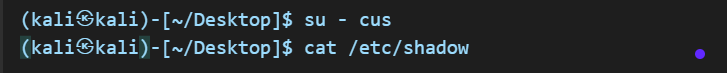 (kali㉿kali)-[~/Desktop]$ su - cus
(kali㉿kali)-[~/Desktop]$ cat /etc/shadow